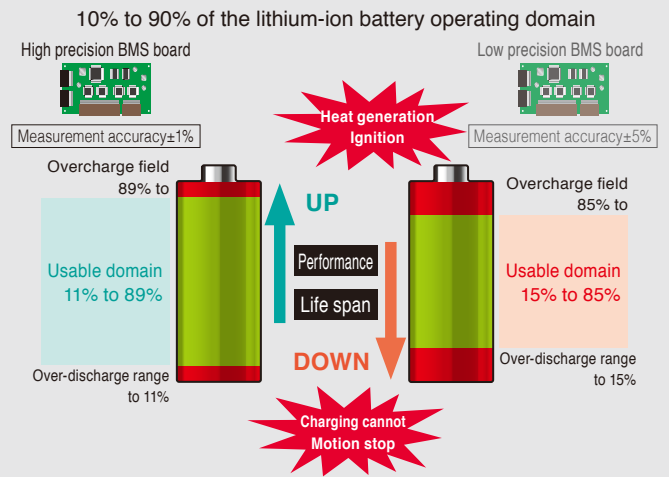 10% to 90% of the lithium-ion battery operating domain
High precision BMS board
Low precision BMS board
Measurement accuracy±1%
Heat generation
Ignition
Measurement accuracy±5%
Overcharge field
89% to
UP
Overcharge field
85% to
Usable domain
11% to 89%
Performance
Life span
Usable domain
15% to 85%
DOWN
Over-discharge range
to 11%
Over-discharge range
to 15%
Charging cannot
Motion stop